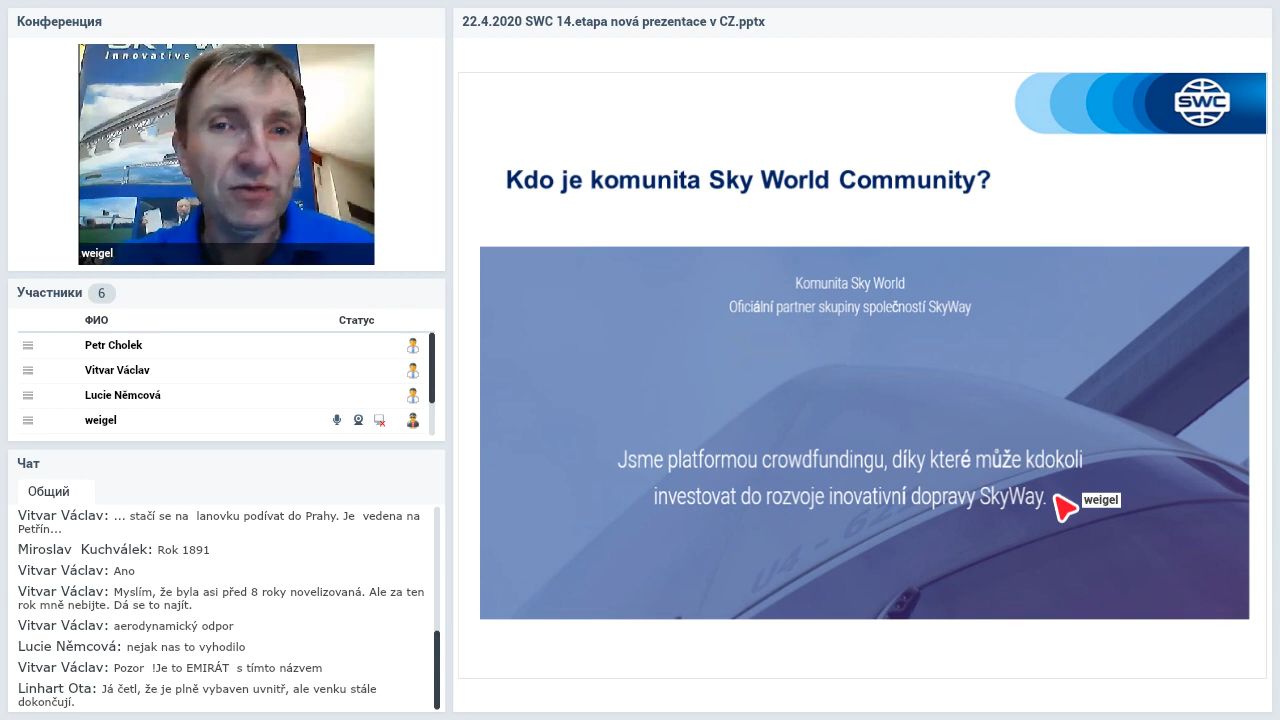 Конференция
SKY WAY
Innovative
weigel
Участники 6
ФИО Статус
Petr Cholek
Vitvar Václav
Lucie Němcová
weigel
Чат
Общий
Vitvar Václav: ... stačí se na lanovku podívat do Prahy. Je vedena na
Petřín...
Miroslav Kuchválek: Rok 1891
Vitvar Václav: Ano
Vitvar Václav: Myslím, že byla asi před 8 roky novelizovaná. Ale za ten
rok mně nebijte. Dá se to najít.
Vitvar Václav: aerodynamický odpor
Lucie Němcová: nejak nas to vyhodilo
Vitvar Václav: Pozor !Je to EMIRÁT s tímto názvem
Linhart Ota: Já četl, že je plně vybaven uvnitř, ale venku stále
dokončují.
22.4.2020 SWC 14.etapa nová prezentace v CZ.pptx
SWC
Kdo je komunita Sky World Community?
Komunita Sky World
Oficiální partner skupiny společností SkyWay
Jsme platformou crowdfundingu, díky které může kdokoli
investovat do rozvoje inovativní dopravy SkyWay.
weigel